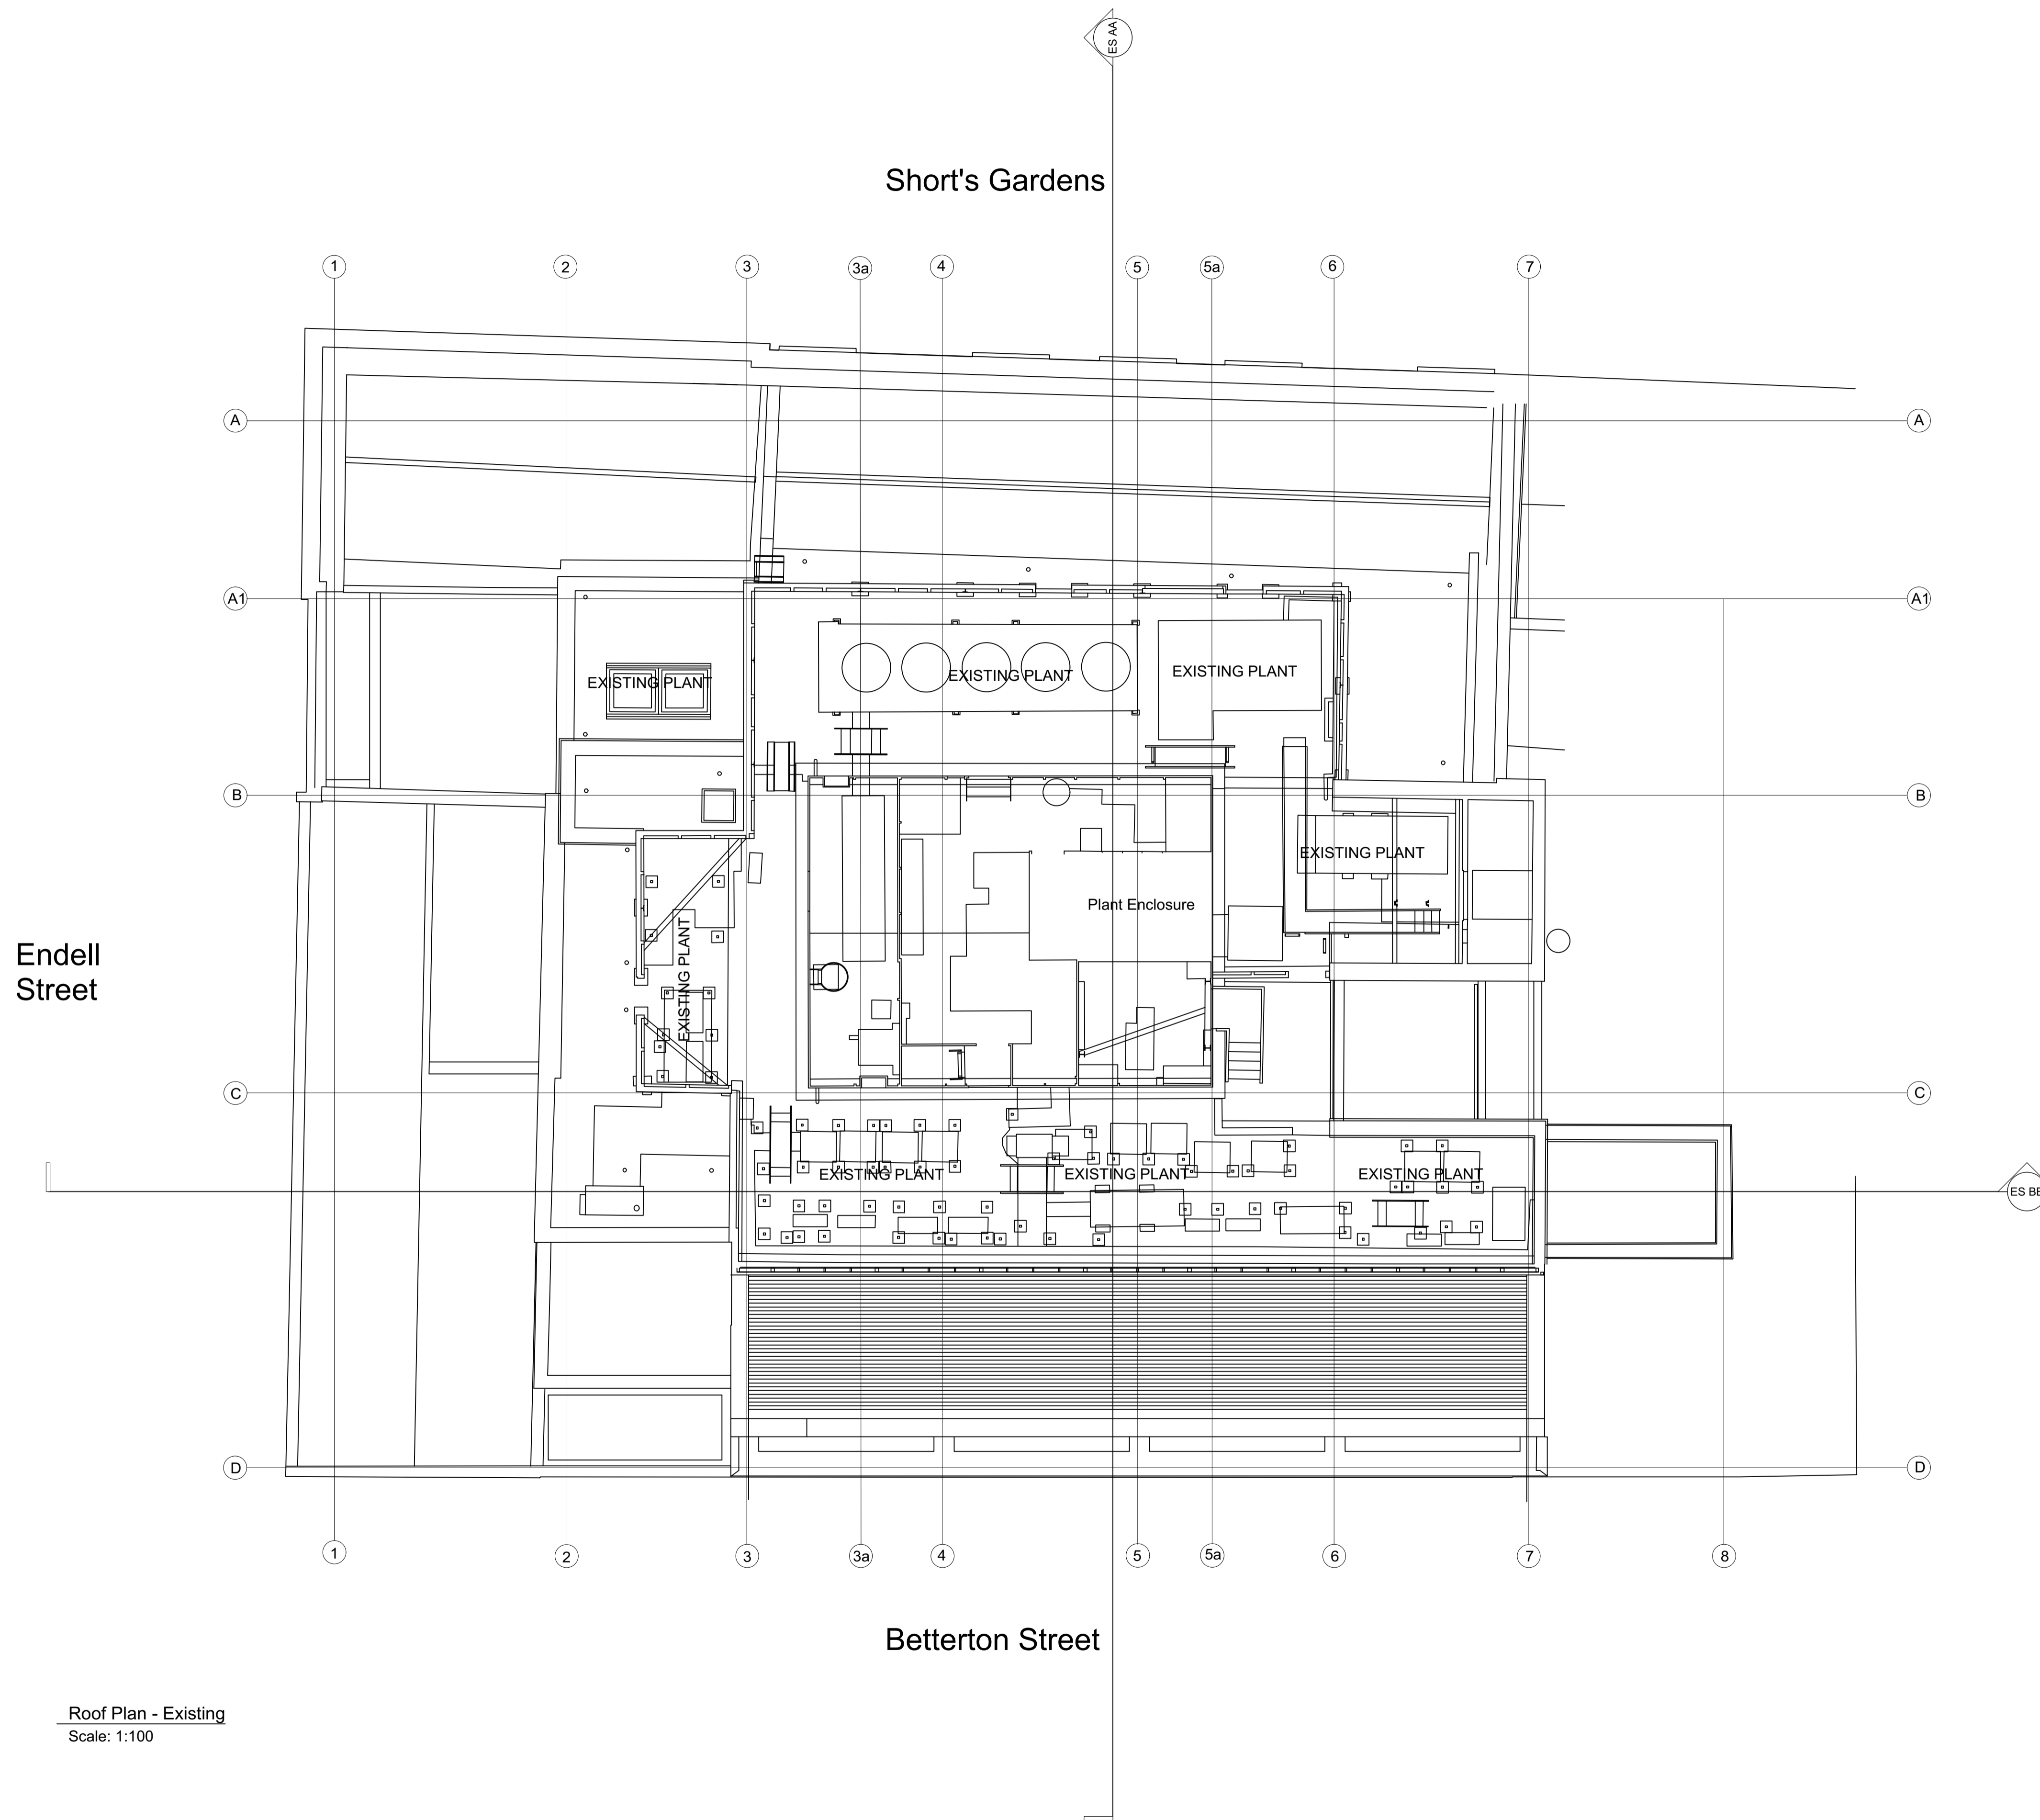 ES AA
Short's Gardens
1
2
3
3a
4
5
5a
6
7
A
A
A1
A1
EXISTING PLANT
EXISTING PLANT
EXISTING PLANT
B
B
EXISTING PLANT
Plant Enclosure
EXISTING PLANT
Endell
Street
C
C
EXISTING PLANT
EXISTING PLANT
EXISTING PLANT
ES BB
D
D
1
2
3
3a
4
5
5a
6
7
8
Betterton Street
Roof Plan - Existing
Scale: 1:100